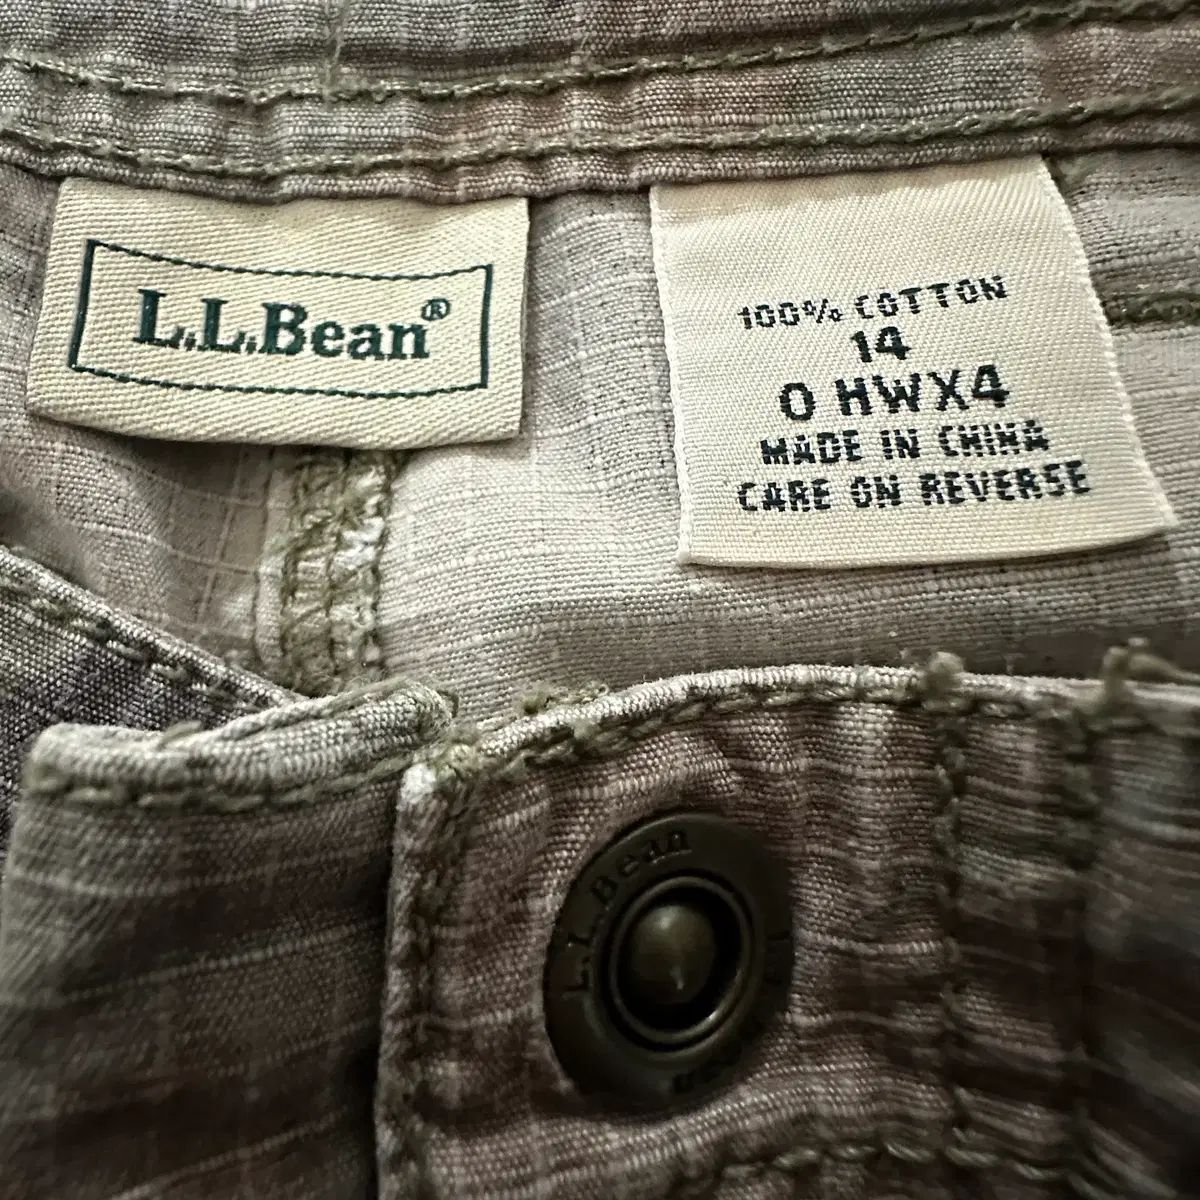 L.L.Bean®
100% COTTON
14
0 HWX4
MADE IN CHINA
CARE ON REVERSE
L.L.Bean